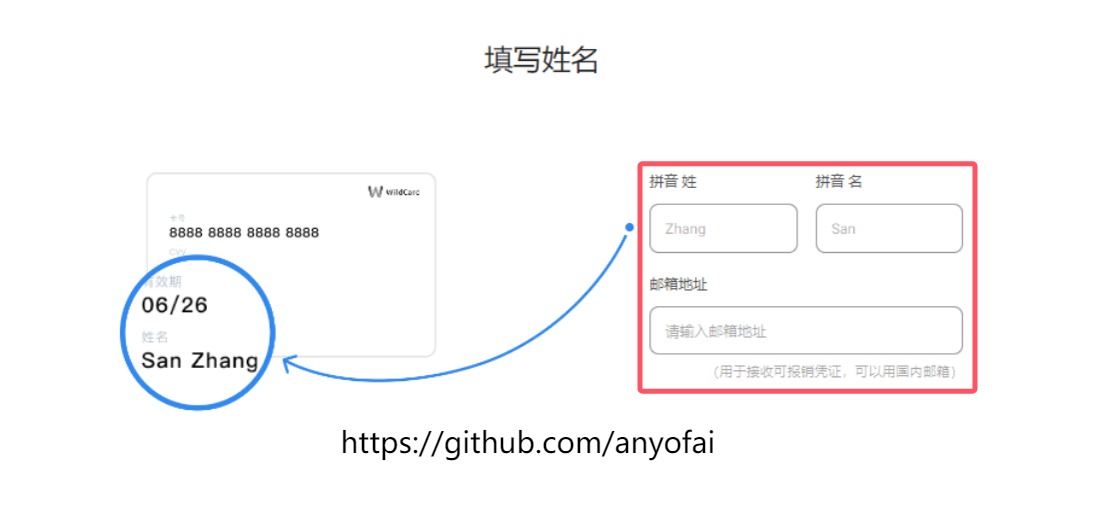 填写姓名
WildCard
卡号
8888 8888 8888 8888
CVV
有效期
06/26
姓名
San Zhang
拼音 姓
拼音 名
Zhang
San
邮箱地址
请输入邮箱地址
(用于接收可报销凭证，可以用国内邮箱)
https://github.com/anyofai